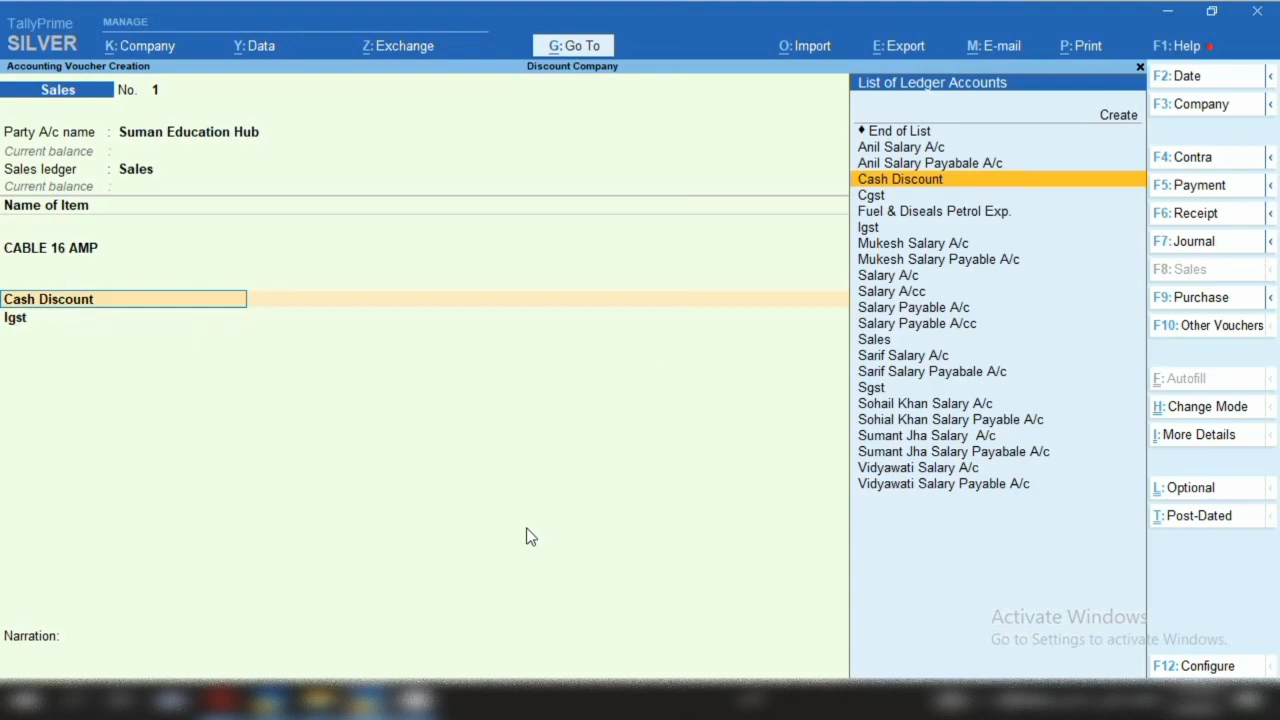 TallyPrime
SILVER
MANAGE
K: Company
Y: Data
Z: Exchange
G: Go To
O: Import
E: Export
M: E-mail
P: Print
F1: Help
Accounting Voucher Creation
Discount Company
Sales No. 1
Party A/c name : Suman Education Hub
Current balance :
Sales ledger : Sales
Current balance :
Name of Item
CABLE 16 AMP
Cash Discount
Igst
Narration:
List of Ledger Accounts
Create
♦ End of List
Anil Salary A/c
Anil Salary Payabale A/c
Cash Discount
Cgst
Fuel & Diseals Petrol Exp.
Igst
Mukesh Salary A/c
Mukesh Salary Payable A/c
Salary A/c
Salary A/cc
Salary Payable A/c
Salary Payable A/cc
Sales
Sarif Salary A/c
Sarif Salary Payabale A/c
Sgst
Sohail Khan Salary A/c
Sohial Khan Salary Payable A/c
Sumant Jha Salary A/c
Sumant Jha Salary Payabale A/c
Vidyawati Salary A/c
Vidyawati Salary Payable A/c
F2: Date
F3: Company
F4: Contra
F5: Payment
F6: Receipt
F7: Journal
F8: Sales
F9: Purchase
F10: Other Vouchers
F: Autofill
H: Change Mode
I: More Details
L: Optional
T: Post-Dated
Activate Windows
Go to Settings to activate Windows.
F12: Configure